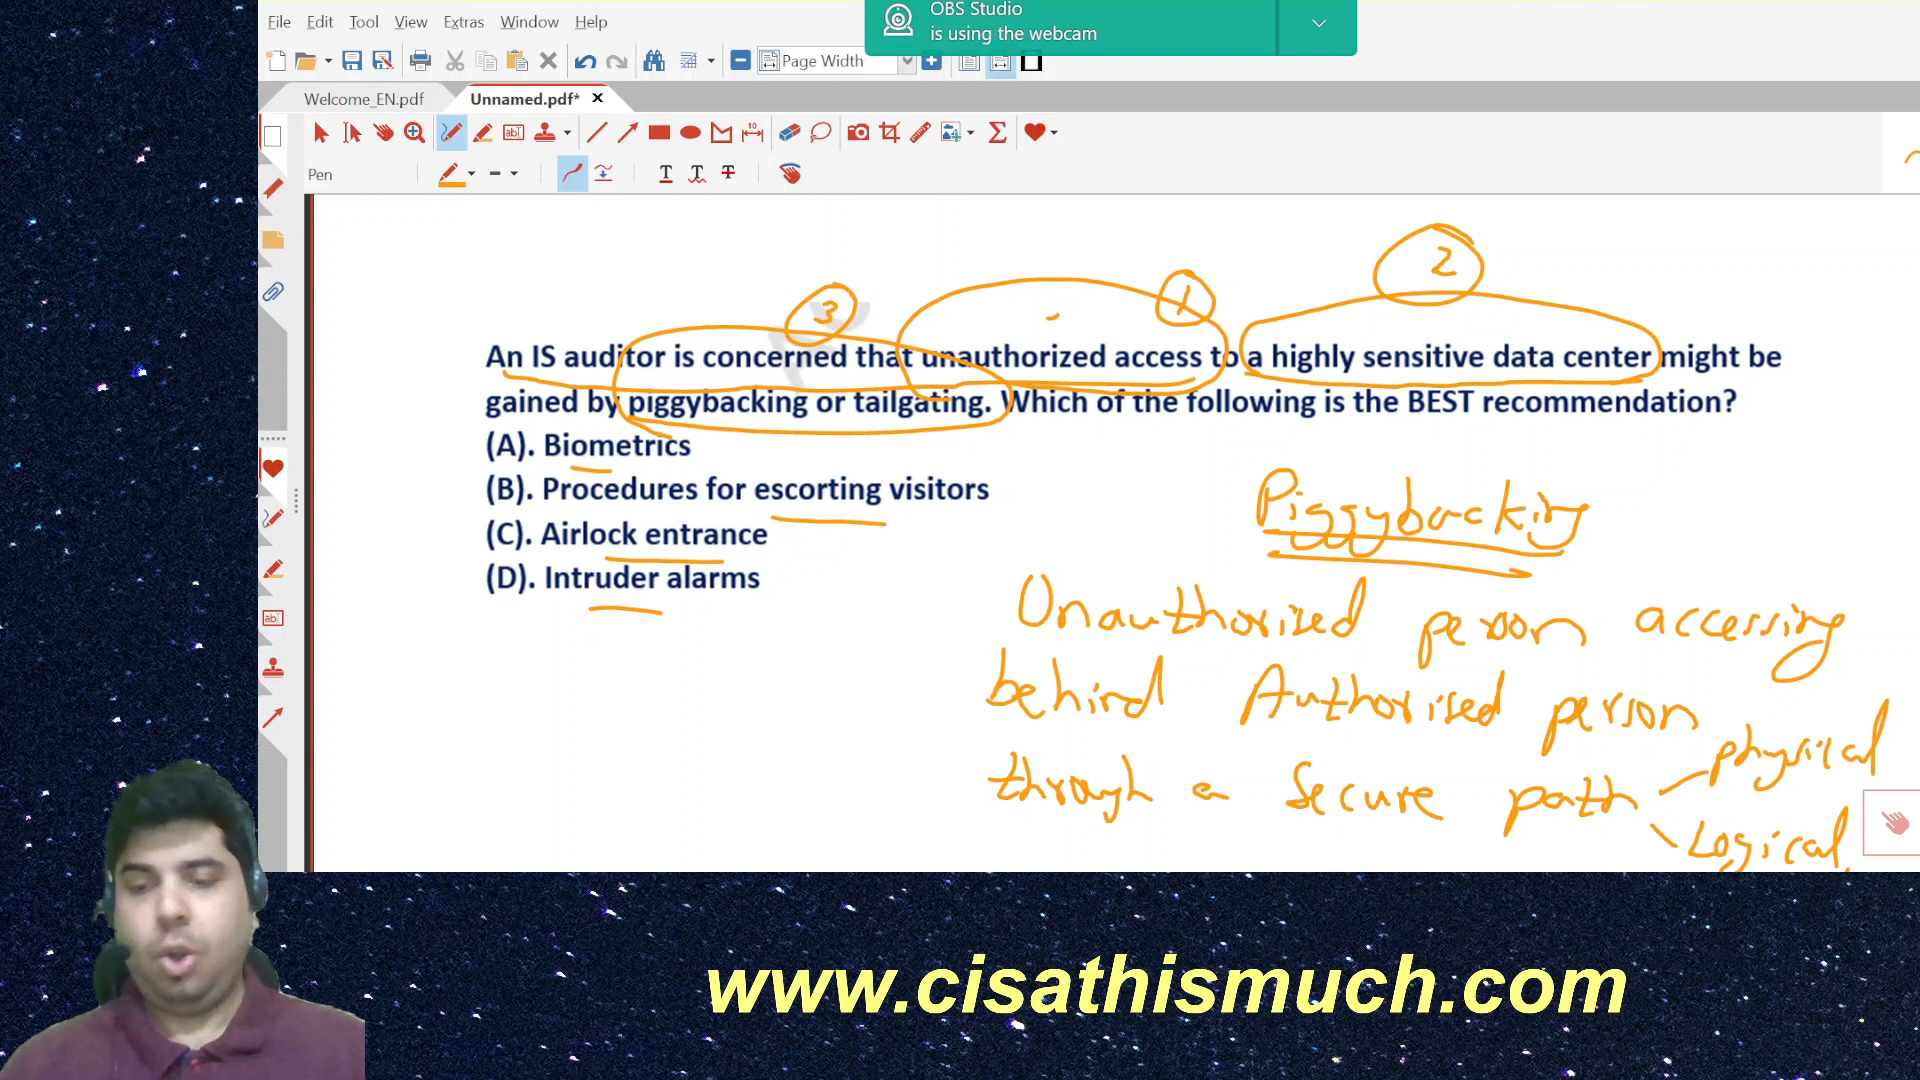 OBS Studio
is using the webcam
File Edit Tool View Extras Window Help
Page Width
Welcome_EN.pdf Unnamed.pdf*
10
Pen
2
3 1
An IS auditor is concerned that unauthorized access to a highly sensitive data center might be
gained by piggybacking or tailgating. Which of the following is the BEST recommendation?
(A). Biometrics
(B). Procedures for escorting visitors
(C). Airlock entrance
(D). Intruder alarms
Piggybacking
Unauthorised person accessing
behind Authorised person
through a secure path
physical
Logical
www.cisathismuch.com